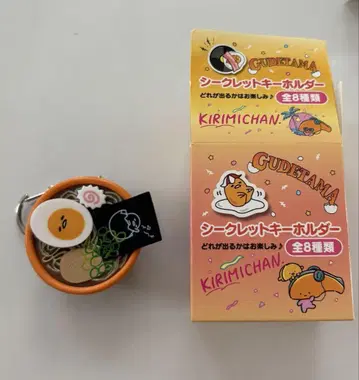 GUDETAMA
シークレットキーホルダー
どれが出るかはお楽しみ♪ 全8種類
KIRIMICHAN.
GUDETAMA
シークレットキーホルダー
どれが出るかはお楽しみ♪ 全8種類
KIRIMICHAN.